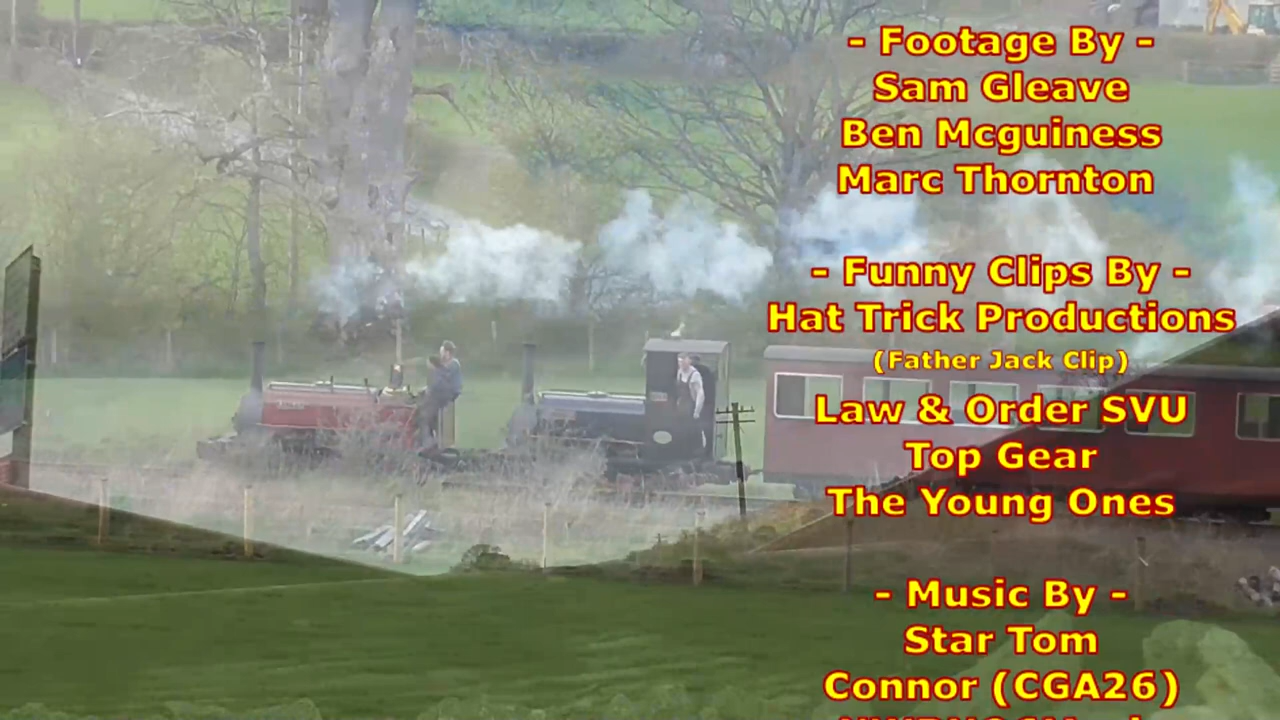 - Footage By -
Sam Gleave
Ben Mcguiness
Marc Thornton
- Funny Clips By -
Hat Trick Productions
(Father Jack Clip)
Law & Order SVU
Top Gear
The Young Ones
- Music By -
Star Tom
Connor (CGA26)